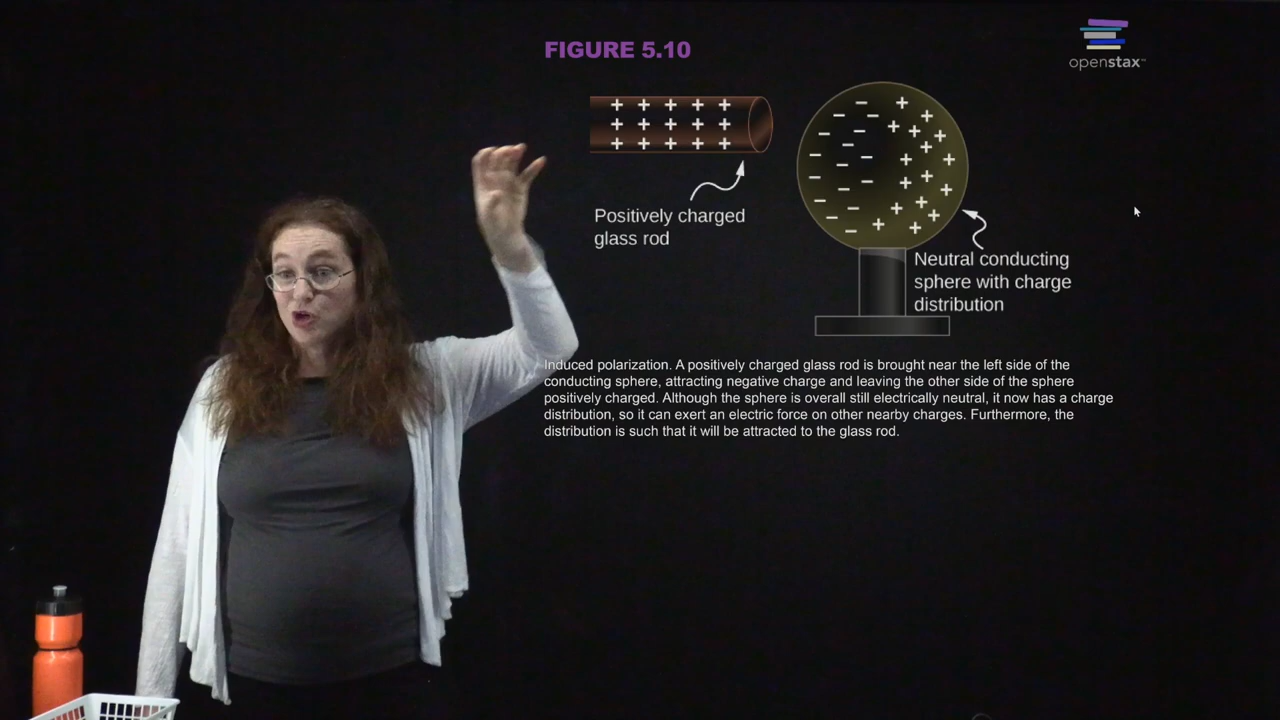 FIGURE 5.10
openstax™
Positively charged
glass rod
Neutral conducting
sphere with charge
distribution
Induced polarization. A positively charged glass rod is brought near the left side of the
conducting sphere, attracting negative charge and leaving the other side of the sphere
positively charged. Although the sphere is overall still electrically neutral, it now has a charge
distribution, so it can exert an electric force on other nearby charges. Furthermore, the
distribution is such that it will be attracted to the glass rod.